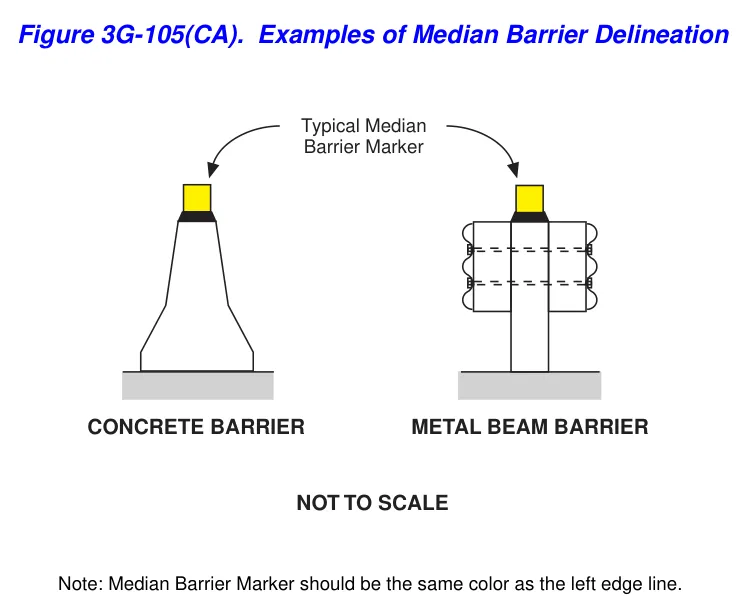 Figure 3G-105(CA).  Examples of Median Barrier Delineation
Typical Median
Barrier Marker
CONCRETE BARRIER
METAL BEAM BARRIER
NOT TO SCALE
Note: Median Barrier Marker should be the same color as the left edge line.